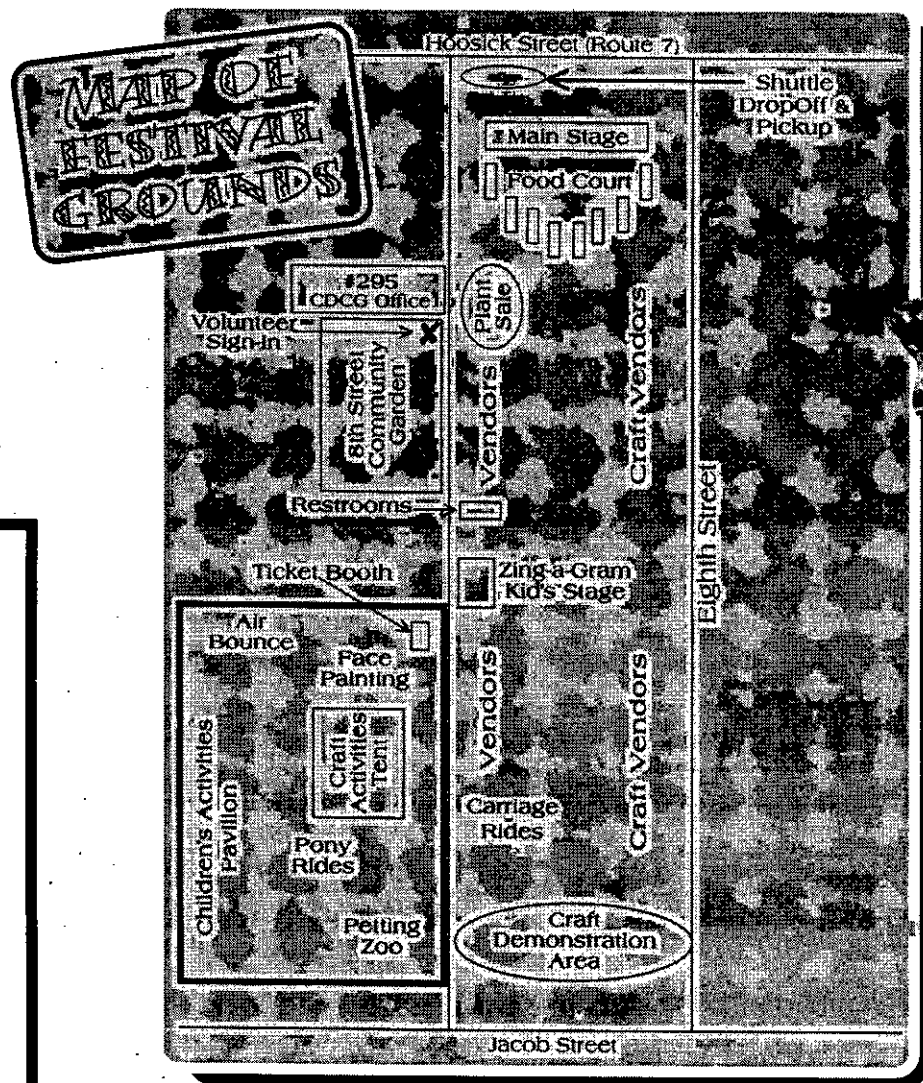 MAP OF
FESTIVAL
GROUNDS
Hoosick Street (Route 7)
Shuttle
DropOff &
Pickup
Main Stage
Food Court
#295
CDCG Office
Plant
Sale
Volunteer
Sign-In
8th Street
Community
Garden
Vendors
Craft Vendors
Restrooms
Eighth Street
Ticket Booth
Zing-a-Gram
Kid's Stage
Air
Bounce
Face
Painting
Craft &
Activities
Tent
Vendors
Craft Vendors
Children's Activities
Pavilion
Carriage
Rides
Pony
Rides
Petting
Zoo
Craft
Demonstration
Area
Jacob Street